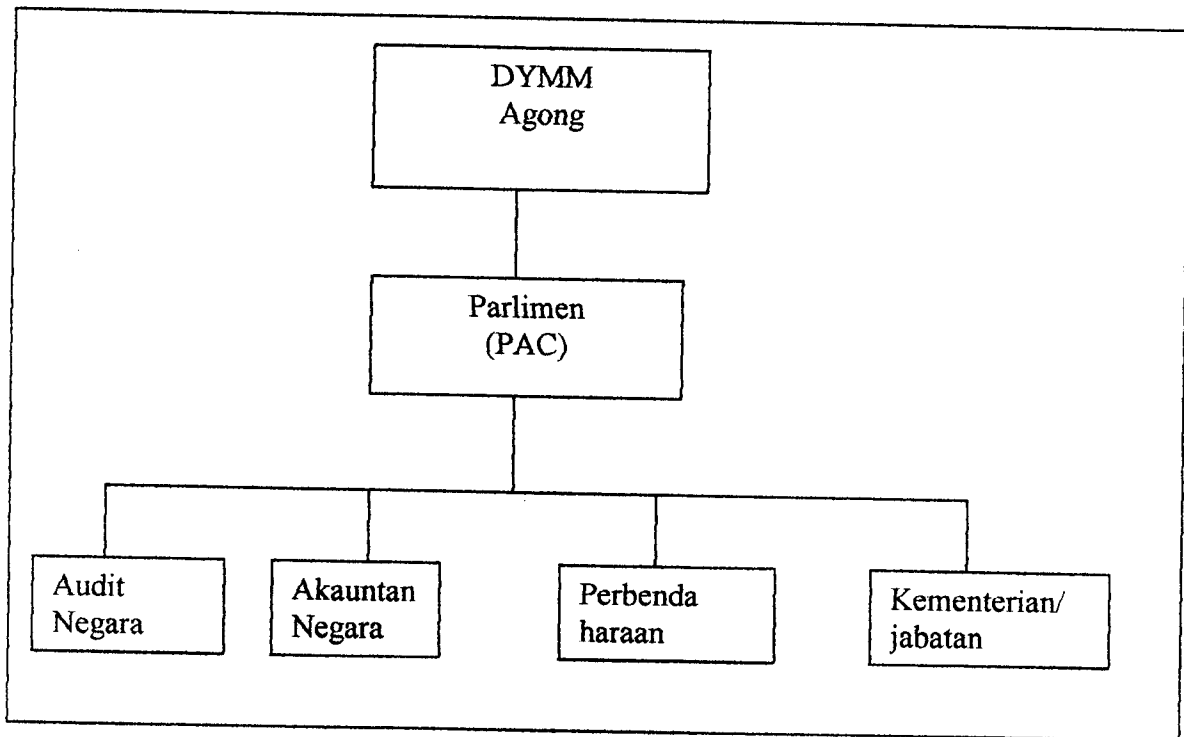 DYMM
Agong
Parlimen
(PAC)
Audit
Negara
Akauntan
Negara
Perbenda
haraan
Kementerian/
jabatan